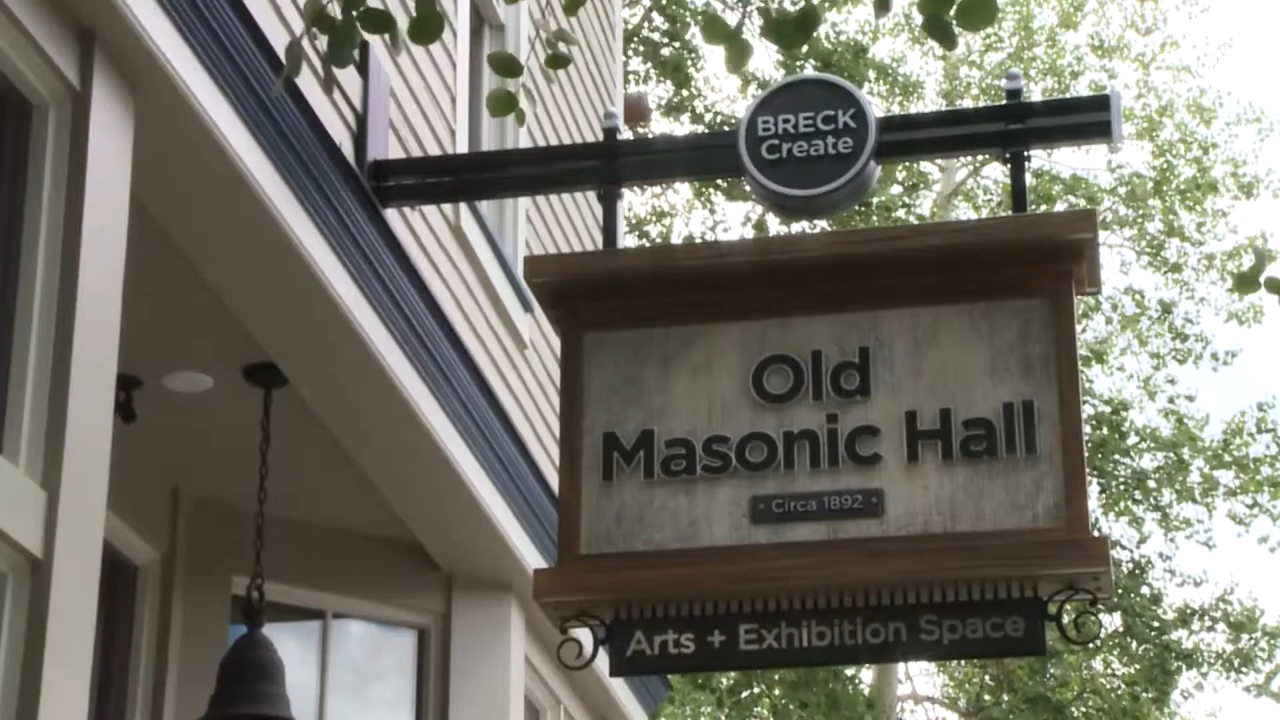 BRECK
Create
Old
Masonic Hall
· Circa 1892 ·
Arts + Exhibition Space